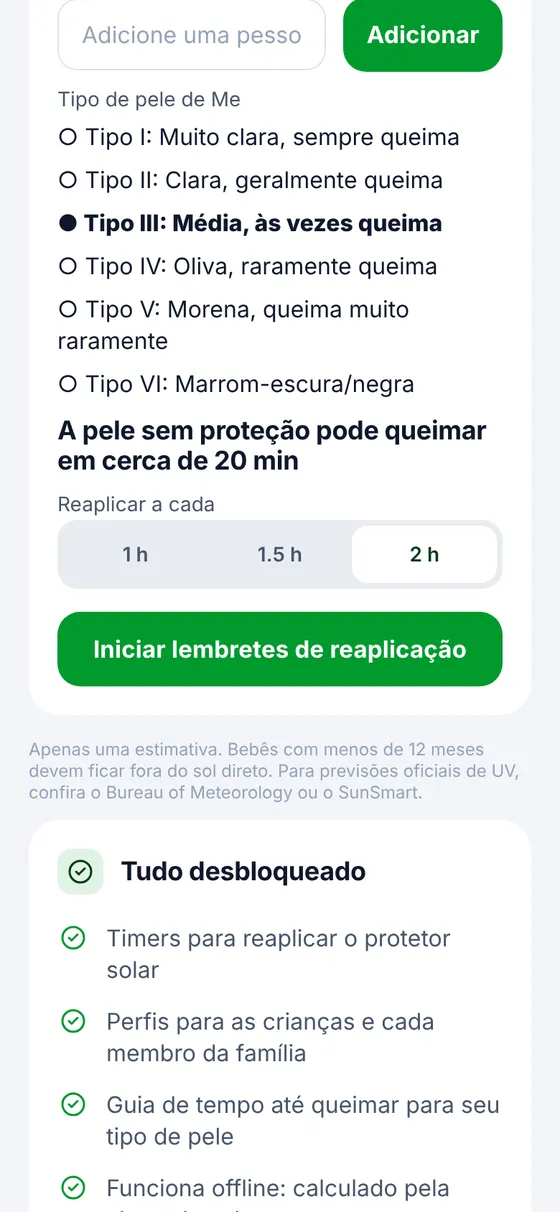 Adicione uma pesso
Adicionar
Tipo de pele de Me
Tipo I: Muito clara, sempre queima
Tipo II: Clara, geralmente queima
Tipo III: Média, às vezes queima
Tipo IV: Oliva, raramente queima
Tipo V: Morena, queima muito
raramente
Tipo VI: Marrom-escura/negra
A pele sem proteção pode queimar
em cerca de 20 min
Reaplicar a cada
1 h
1.5 h
2 h
Iniciar lembretes de reaplicação
Apenas uma estimativa. Bebês com menos de 12 meses
devem ficar fora do sol direto. Para previsões oficiais de UV,
confira o Bureau of Meteorology ou o SunSmart.
Tudo desbloqueado
Timers para reaplicar o protetor
solar
Perfis para as crianças e cada
membro da família
Guia de tempo até queimar para seu
tipo de pele
Funciona offline: calculado pela